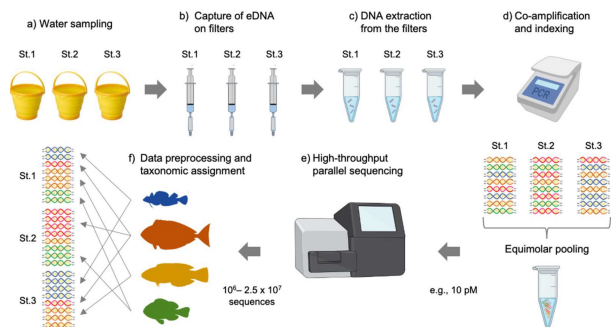 a) Water sampling
St.1 St.2 St.3
b) Capture of eDNA
on filters
St.1 St.2 St.3
c) DNA extraction
from the filters
St.1 St.2 St.3
d) Co-amplification
and indexing
PCR
St.1 St.2 St.3
Equimolar pooling
e.g., 10 pM
e) High-throughput
parallel sequencing
10⁶– 2.5 x 10⁷
sequences
f) Data preprocessing and
taxonomic assignment
St.1
St.2
St.3